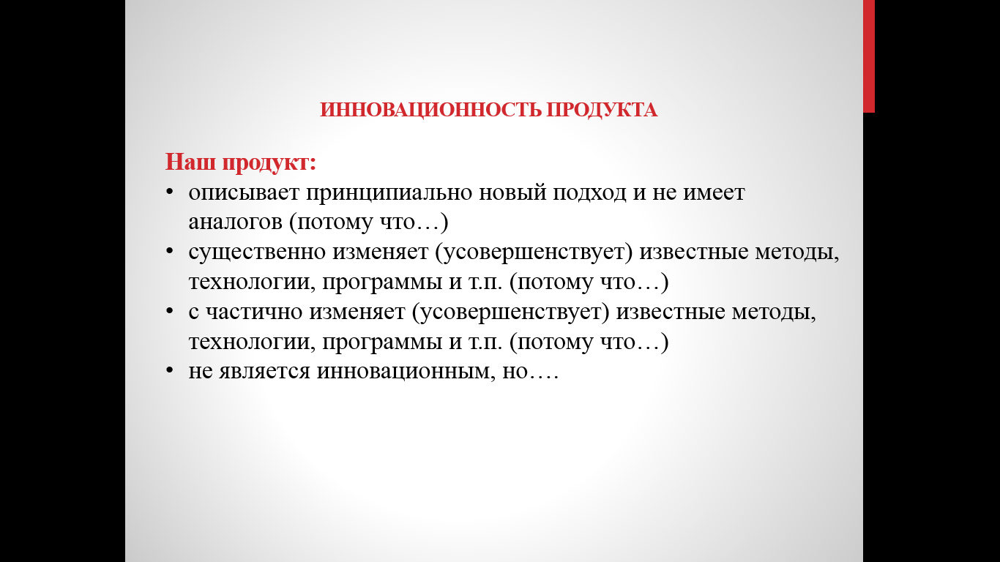 ИННОВАЦИОННОСТЬ ПРОДУКТА
Наш продукт:
• описывает принципиально новый подход и не имеет
аналогов (потому что…)
• существенно изменяет (усовершенствует) известные методы,
технологии, программы и т.п. (потому что…)
• с частично изменяет (усовершенствует) известные методы,
технологии, программы и т.п. (потому что…)
• не является инновационным, но….